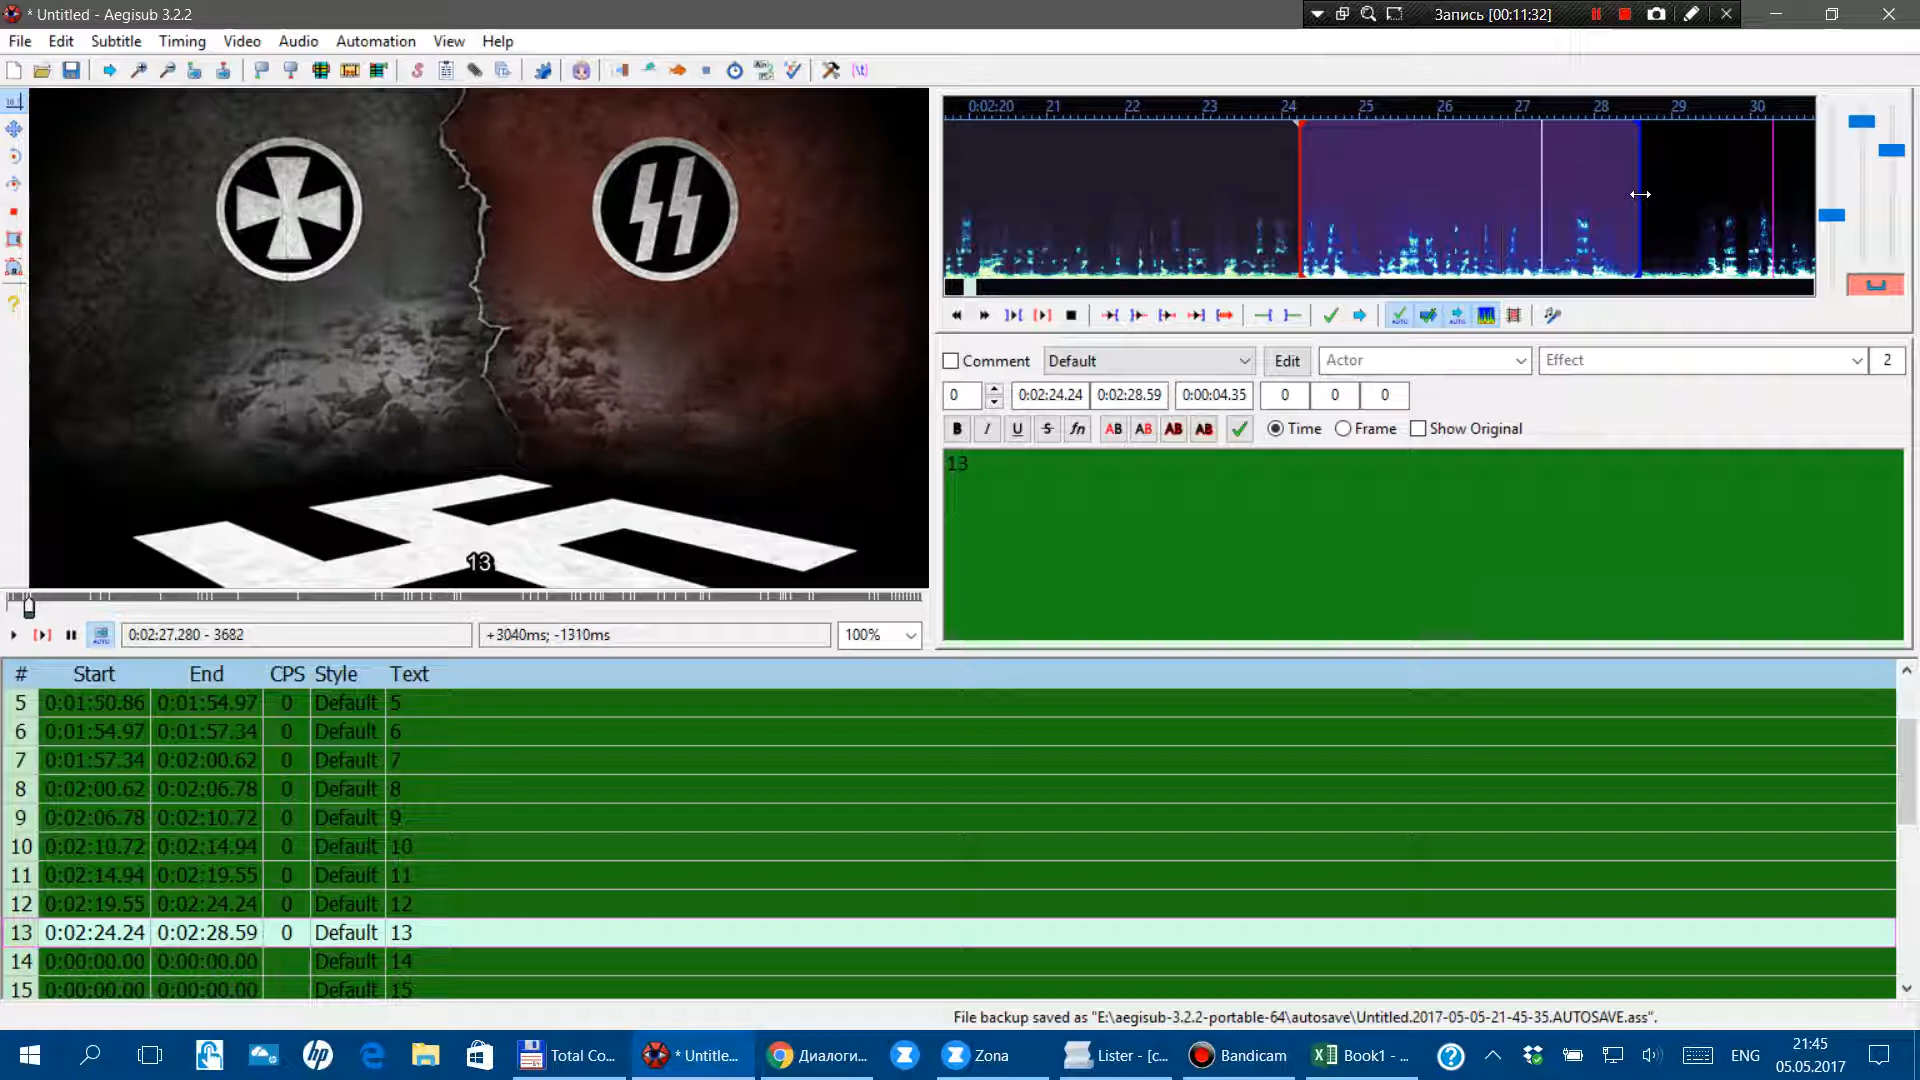 * Untitled - Aegisub 3.2.2
Запись [00:11:32]
File Edit Subtitle Timing Video Audio Automation View Help
0:02:20 21 22 23 24 25 26 27 28 29 30
Comment Default Edit Actor Effect 2
0 0:02:24.24 0:02:28.59 0:00:04.35 0 0 0
B I U S fn AB AB AB AB Time Frame Show Original
13
13
0:02:27.280 - 3682 +3040ms; -1310ms 100%
# Start End CPS Style Text
5 0:01:50.86 0:01:54.97 0 Default 5
6 0:01:54.97 0:01:57.34 0 Default 6
7 0:01:57.34 0:02:00.62 0 Default 7
8 0:02:00.62 0:02:06.78 0 Default 8
9 0:02:06.78 0:02:10.72 0 Default 9
10 0:02:10.72 0:02:14.94 0 Default 10
11 0:02:14.94 0:02:19.55 0 Default 11
12 0:02:19.55 0:02:24.24 0 Default 12
13 0:02:24.24 0:02:28.59 0 Default 13
14 0:00:00.00 0:00:00.00 Default 14
15 0:00:00.00 0:00:00.00 Default 15
File backup saved as "E:\aegisub-3.2.2-portable-64\autosave\Untitled.2017-05-05-21-45-35.AUTOSAVE.ass".
Total Co... * Untitle... Диалоги... Zona Lister - [c... Bandicam Book1 - ... ENG 21:45
05.05.2017